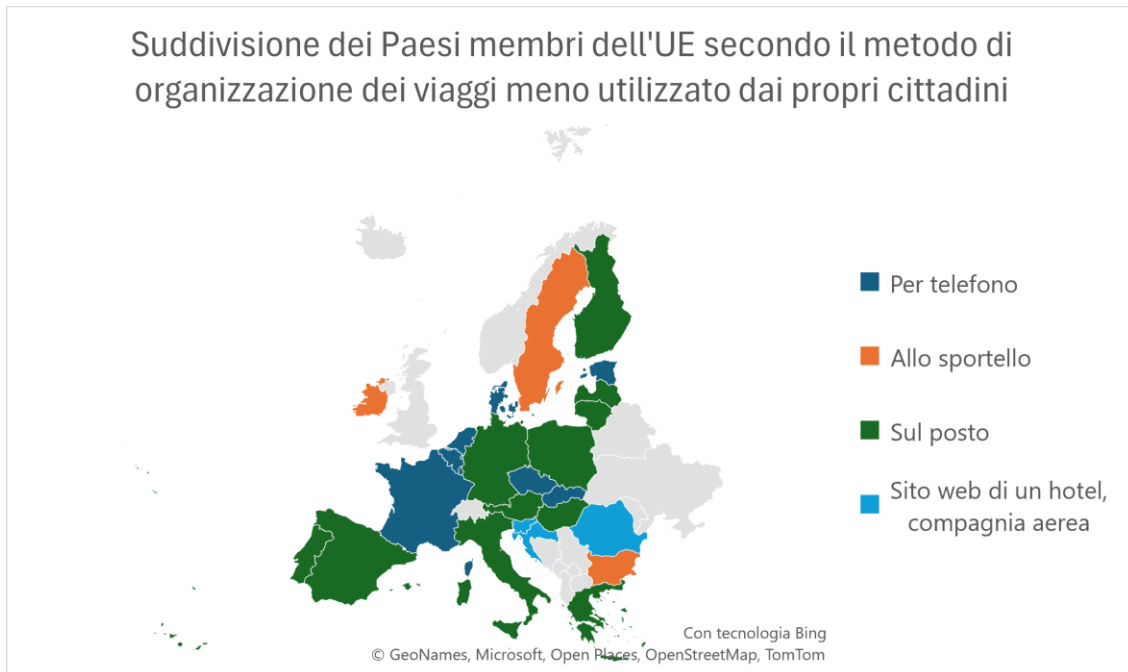 Suddivisione dei Paesi membri dell'UE secondo il metodo di
organizzazione dei viaggi meno utilizzato dai propri cittadini
Per telefono
Allo sportello
Sul posto
Sito web di un hotel,
compagnia aerea
Con tecnologia Bing
© GeoNames, Microsoft, Open Places, OpenStreetMap, TomTom